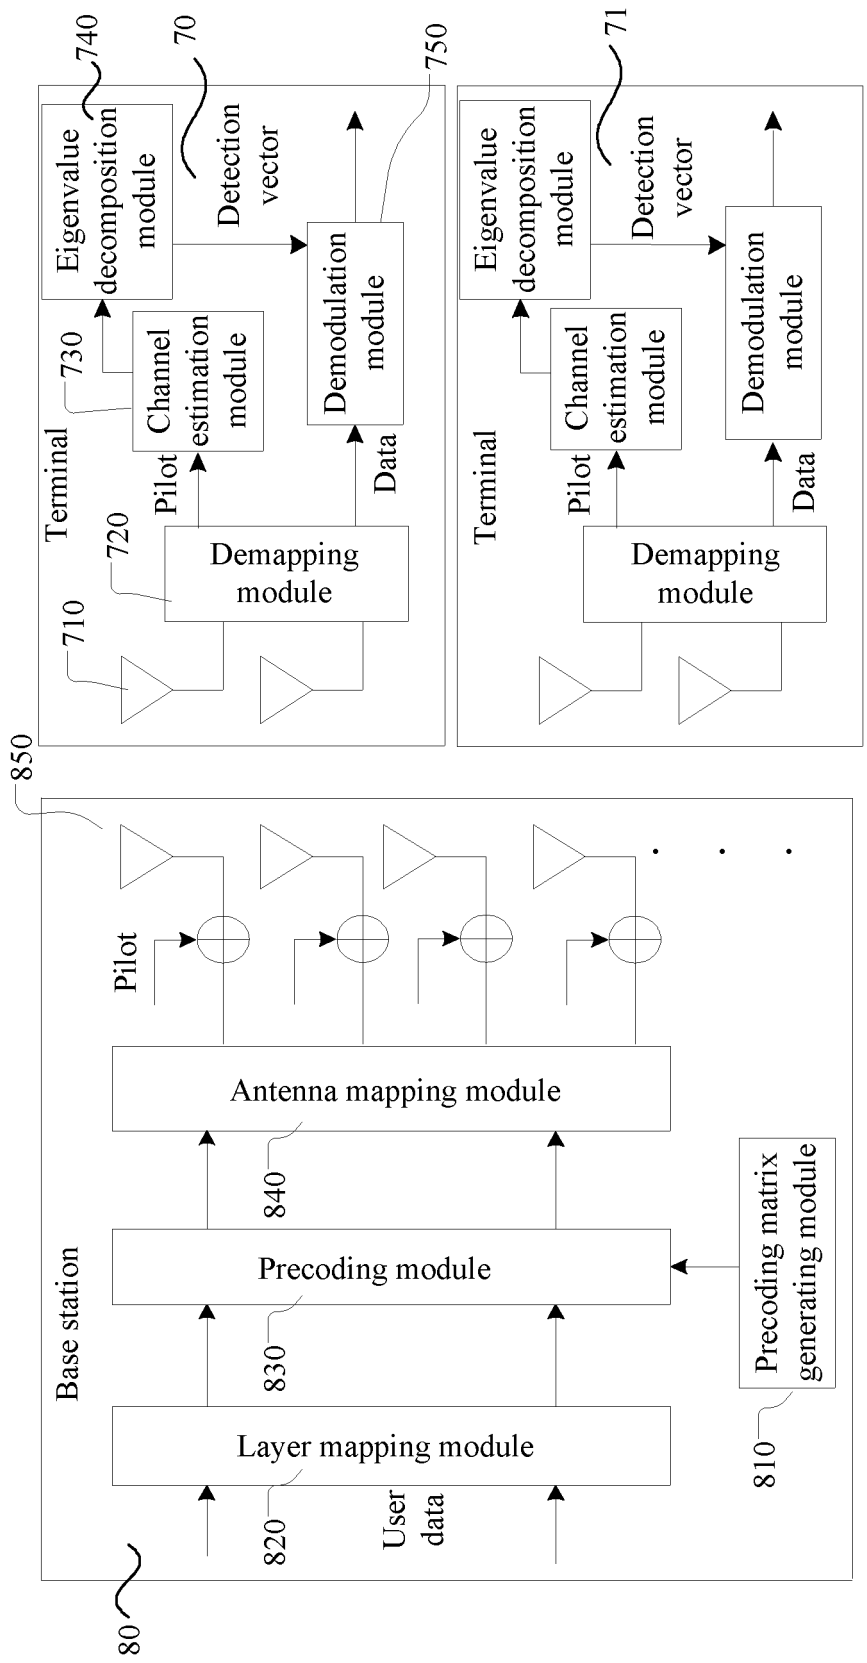 80
Base station
User
data
820
Layer mapping module
830
Precoding module
810
Precoding matrix
generating module
840
Antenna mapping module
Pilot
850
Terminal
710
720
Demapping
module
Pilot
730
Channel
estimation
module
740
Eigenvalue
decomposition
module
70
Detection
vector
Data
Demodulation
module
750
Terminal
Demapping
module
Pilot
Channel
estimation
module
Eigenvalue
decomposition
module
71
Detection
vector
Data
Demodulation
module